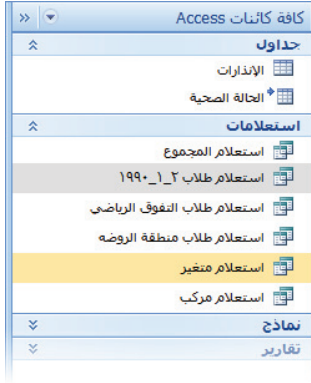 كافة كائنات Access
جداول
الإنذارات
الحالة الصحية
استعلامات
استعلام المجموع
استعلام طلاب ٢_١_١٩٩٠
استعلام طلاب التفوق الرياضي
استعلام طلاب منطقة الروضه
استعلام متغير
استعلام مركب
نماذج
تقارير